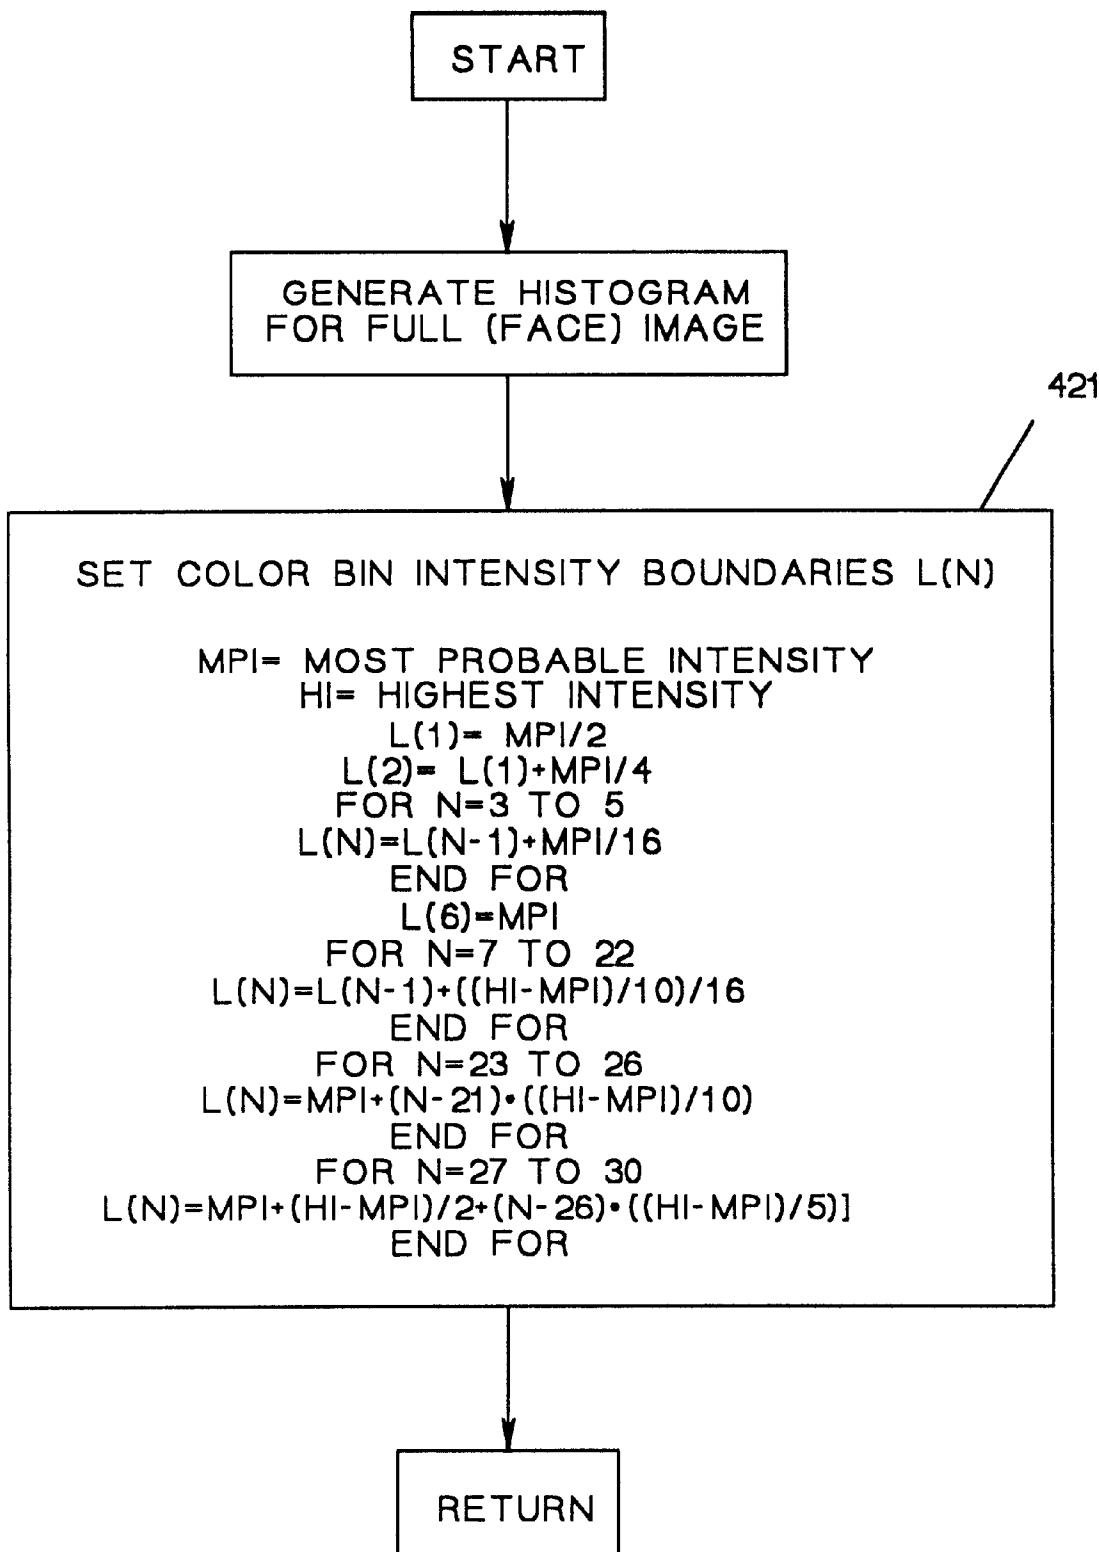 START
GENERATE HISTOGRAM
FOR FULL (FACE) IMAGE
421
SET COLOR BIN INTENSITY BOUNDARIES L(N)
MPI= MOST PROBABLE INTENSITY
HI= HIGHEST INTENSITY
L(1)= MPI/2
L(2)= L(1)+MPI/4
FOR N=3 TO 5
L(N)=L(N-1)+MPI/16
END FOR
L(6)=MPI
FOR N=7 TO 22
L(N)=L(N-1)+((HI-MPI)/10)/16
END FOR
FOR N=23 TO 26
L(N)=MPI+(N-21)•((HI-MPI)/10)
END FOR
FOR N=27 TO 30
L(N)=MPI+(HI-MPI)/2+(N-26)•((HI-MPI)/5)]
END FOR
RETURN